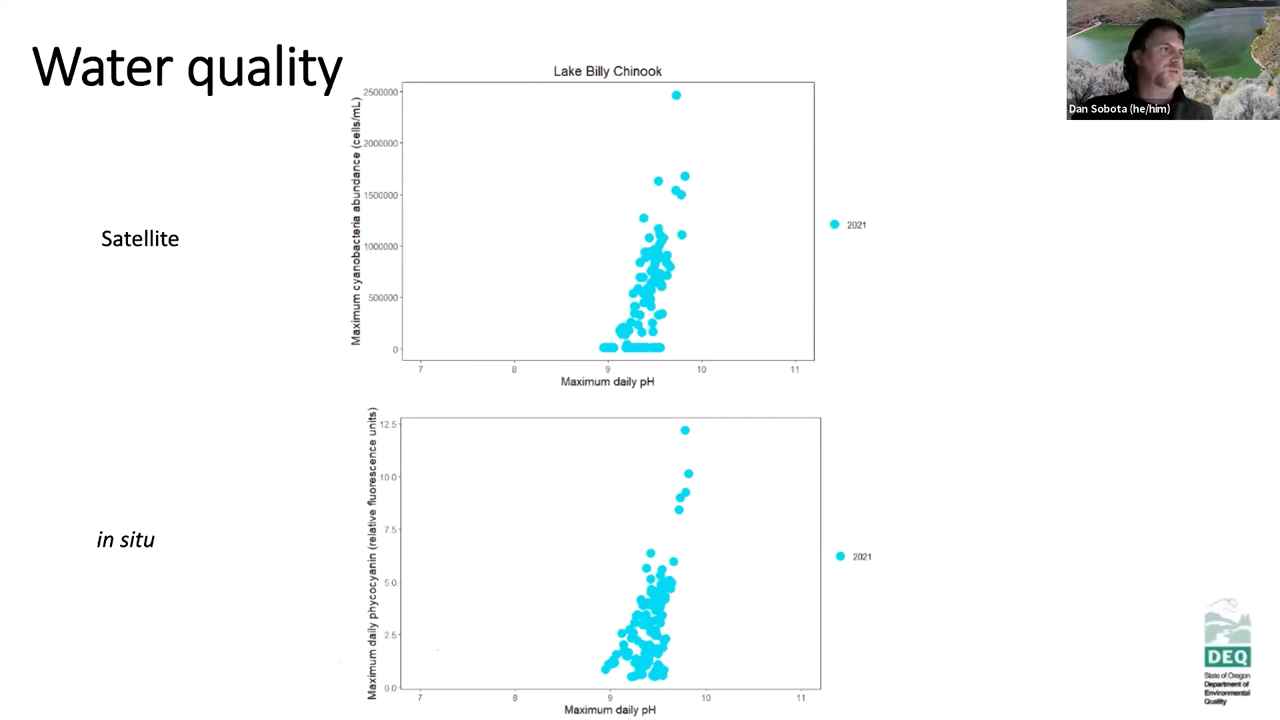 Water quality
Dan Sobota (he/him)
Lake Billy Chinook
Maximum cyanobacteria abundance (cells/mL)
2500000
2000000
1500000
1000000
500000
0
7 8 9 10 11
Maximum daily pH
2021
Satellite
Maximum daily phycocyanin (relative fluorescence units)
12.5
10.0
7.5
5.0
2.5
0.0
7 8 9 10 11
Maximum daily pH
2021
in situ
DEQ
State of Oregon
Department of
Environmental
Quality